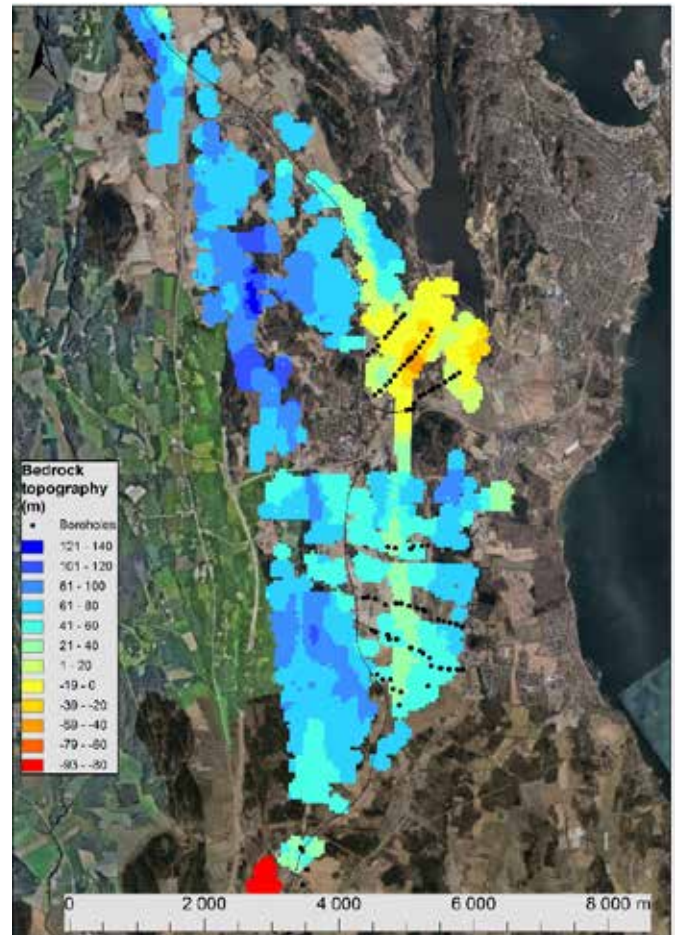 N
Bedrock
topography
(m)
Boreholes
121 - 140
101 - 120
81 - 100
61 - 80
41 - 60
21 - 40
1 - 20
-19 - 0
-39 - -20
-59 - -40
-79 - -60
-93 - -80
0 2 000 4 000 6 000 8 000 m